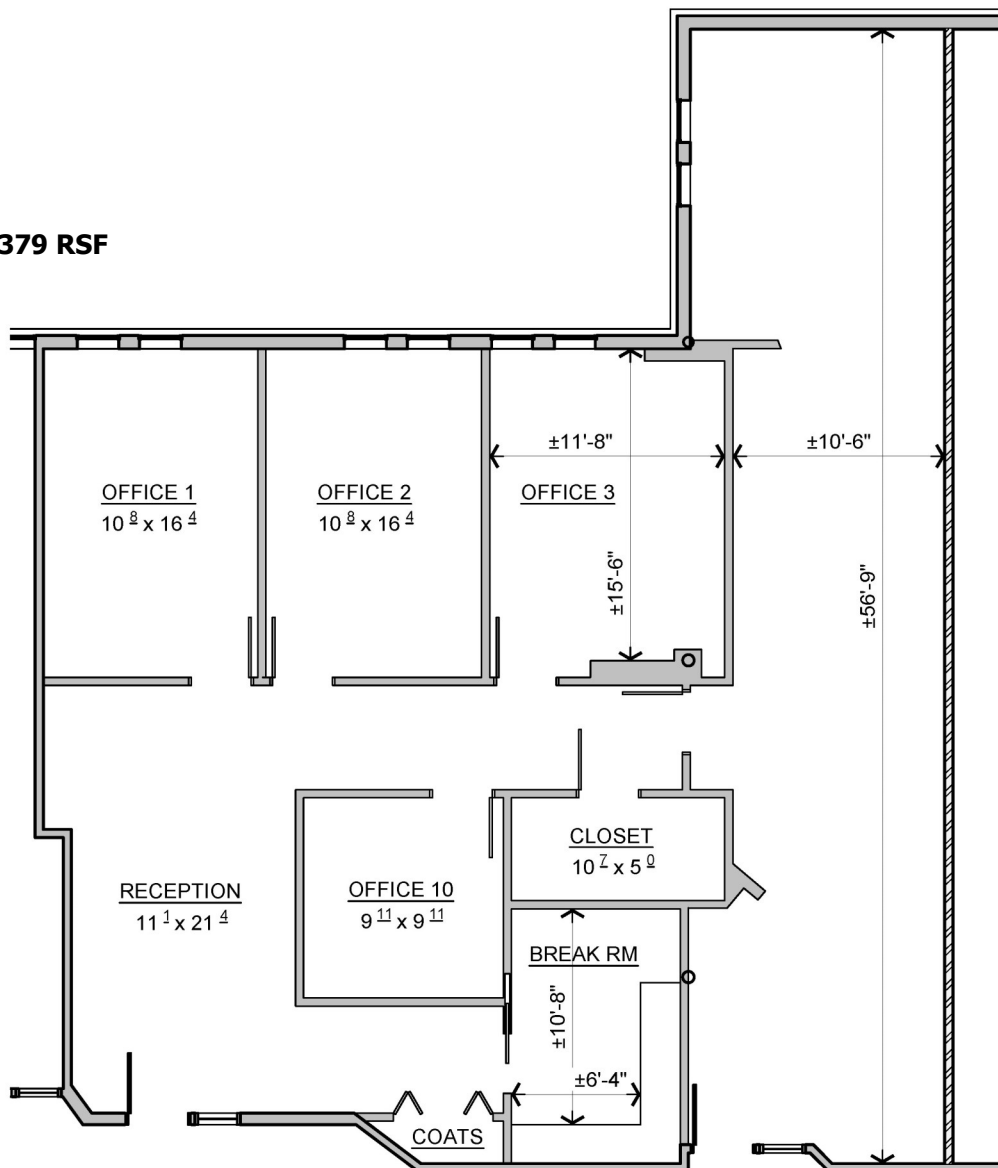 379 RSF
±11'-8"
±10'-6"
OFFICE 1
10 8 x 16 4
OFFICE 2
10 8 x 16 4
OFFICE 3
±15'-6"
±56'-9"
CLOSET
10 7 x 5 0
RECEPTION
11 1 x 21 4
OFFICE 10
9 11 x 9 11
BREAK RM
±10'-8"
±6'-4"
COATS